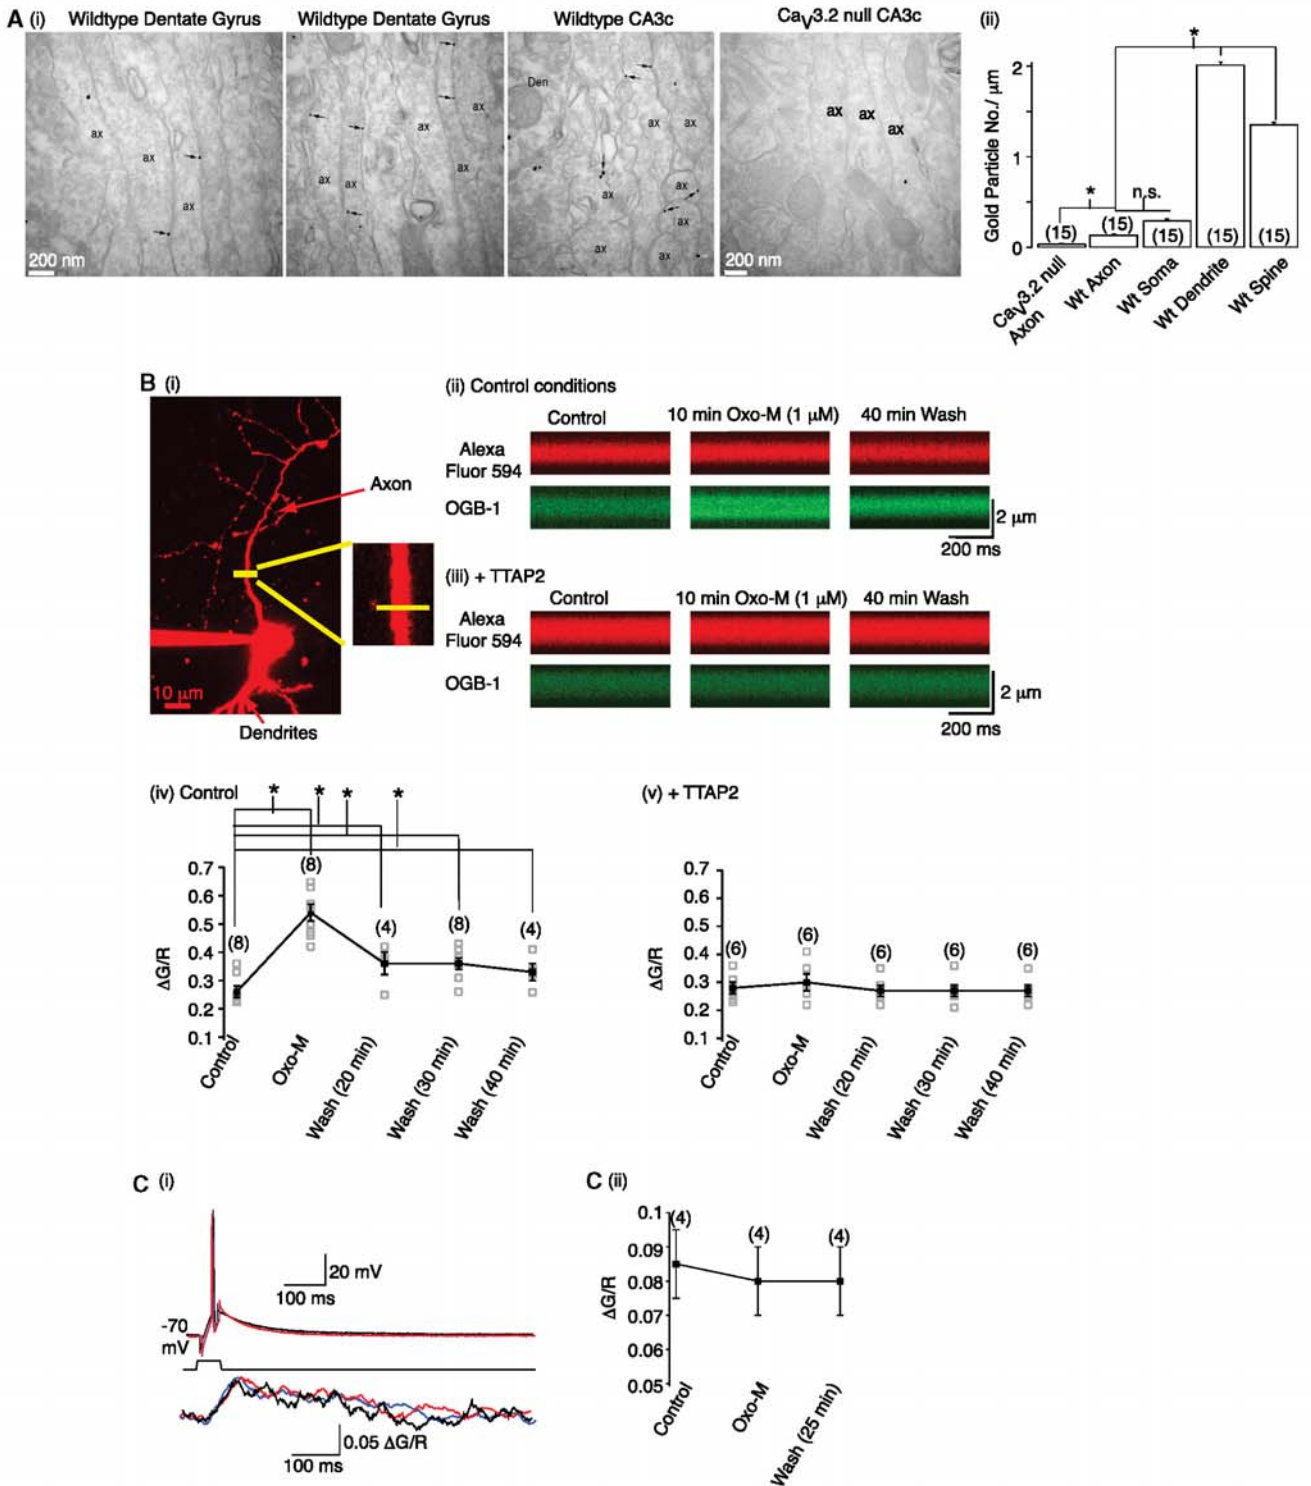 A (i) Wildtype Dentate Gyrus Wildtype Dentate Gyrus Wildtype CA3c CaV3.2 null CA3c (ii)
ax ax ax
200 nm
ax ax ax ax ax
Den ax ax ax ax ax ax ax
ax ax ax
200 nm
Gold Particle No./ μm
2
1
0
* * n.s.
(15) (15) (15) (15) (15)
CaV3.2 null Axon
Wt Axon
Wt Soma
Wt Dendrite
Wt Spine
B (i)
Axon
10 μm
Dendrites
(ii) Control conditions
Control 10 min Oxo-M (1 μM) 40 min Wash
Alexa
Fluor 594
OGB-1
2 μm
200 ms
(iii) + TTAP2
Control 10 min Oxo-M (1 μM) 40 min Wash
Alexa
Fluor 594
OGB-1
2 μm
200 ms
(iv) Control
* * * *
(8) (8) (4) (8) (4)
ΔG/R
0.7
0.6
0.5
0.4
0.3
0.2
0.1
Control
Oxo-M
Wash (20 min)
Wash (30 min)
Wash (40 min)
(v) + TTAP2
(6) (6) (6) (6) (6)
ΔG/R
0.7
0.6
0.5
0.4
0.3
0.2
0.1
Control
Oxo-M
Wash (20 min)
Wash (30 min)
Wash (40 min)
C (i)
20 mV
100 ms
-70
mV
0.05 ΔG/R
100 ms
C (ii)
(4) (4) (4)
ΔG/R
0.1
0.09
0.08
0.07
0.06
0.05
Control
Oxo-M
Wash (25 min)